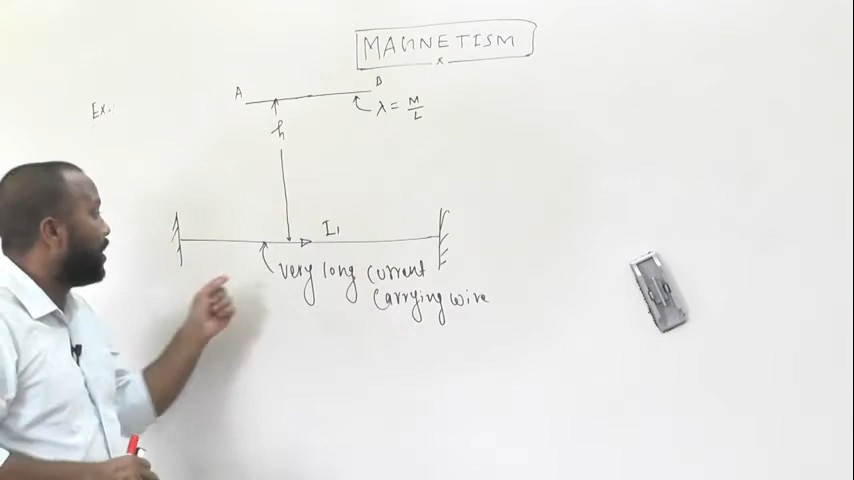 MAGNETISM
x
A B
Ex.:
λ = M/L
h
I1
very long current
carrying wire